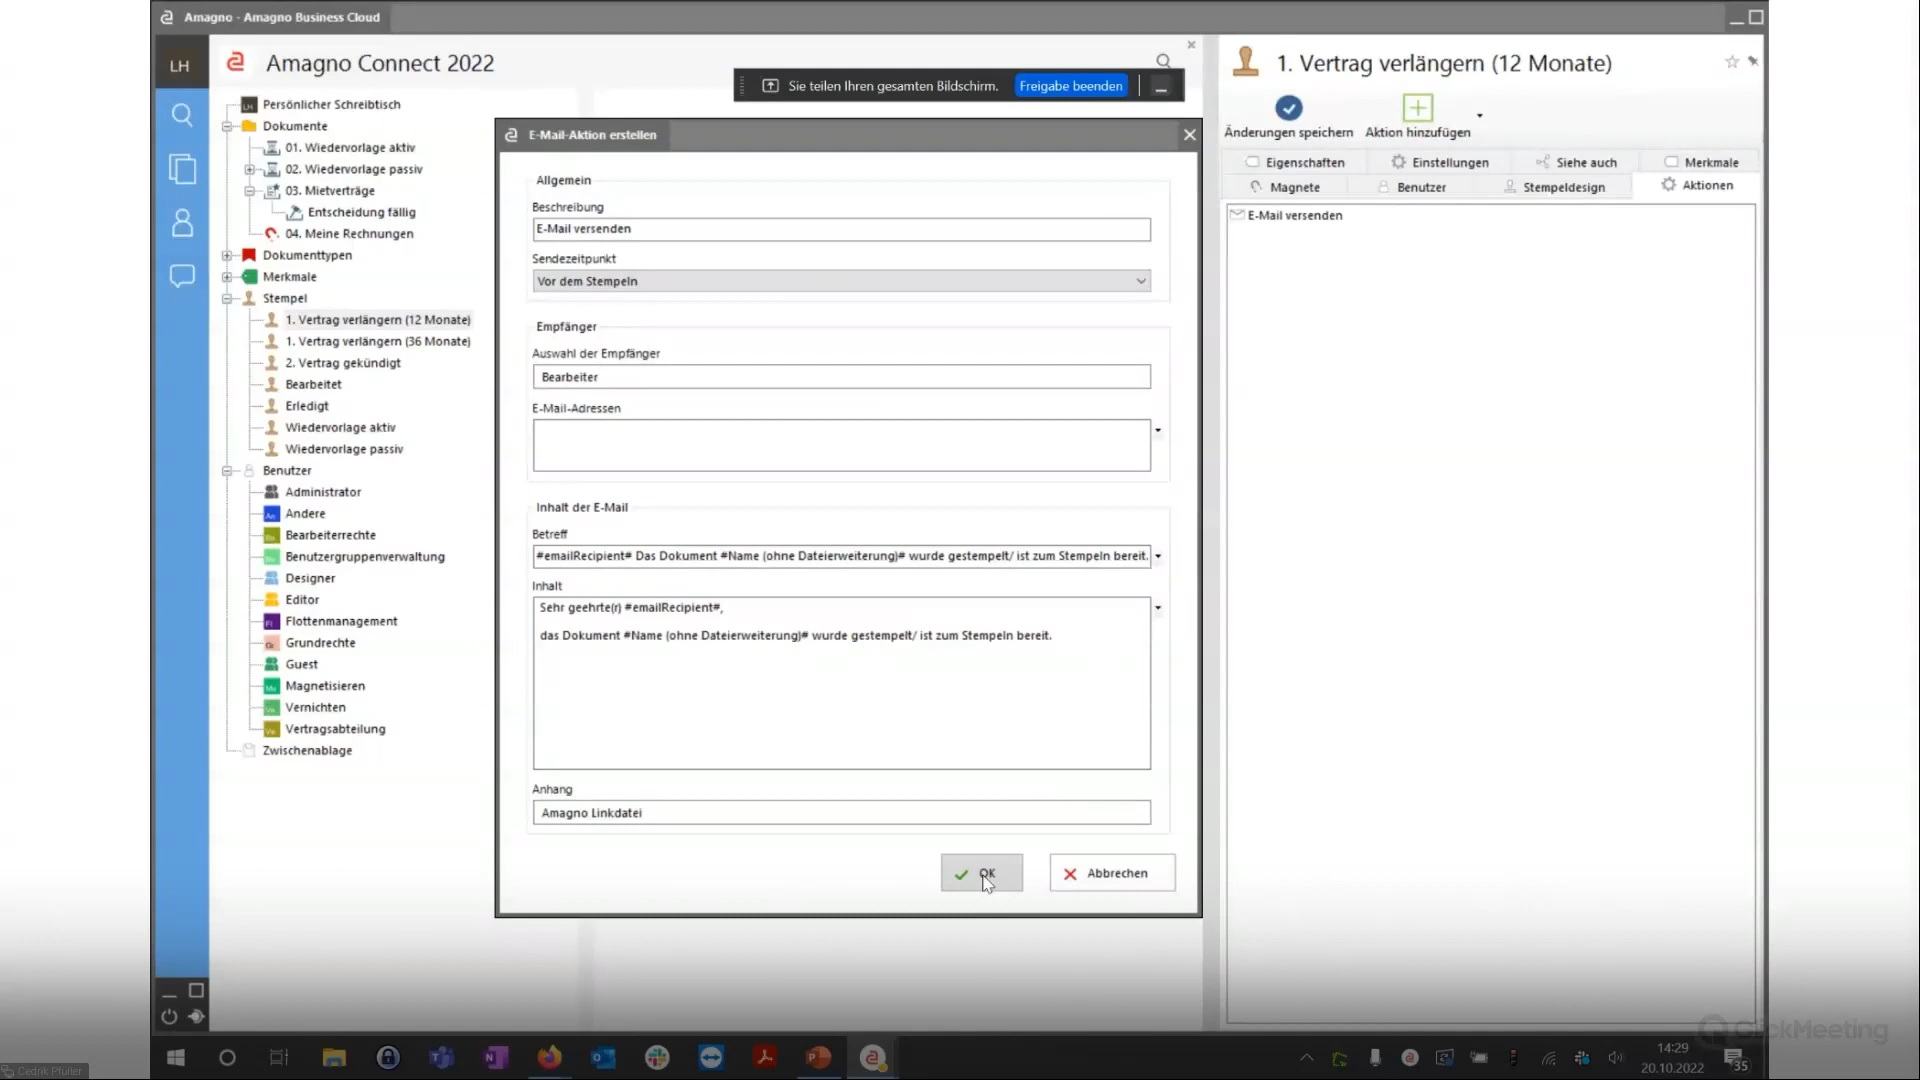 Amagno - Amagno Business Cloud
LH
Amagno Connect 2022
Sie teilen Ihren gesamten Bildschirm.
Freigabe beenden
Persönlicher Schreibtisch
Dokumente
01. Wiedervorlage aktiv
02. Wiedervorlage passiv
03. Mietverträge
Entscheidung fällig
04. Meine Rechnungen
Dokumenttypen
Merkmale
Stempel
1. Vertrag verlängern (12 Monate)
1. Vertrag verlängern (36 Monate)
2. Vertrag gekündigt
Bearbeitet
Erledigt
Wiedervorlage aktiv
Wiedervorlage passiv
Benutzer
Administrator
Andere
Bearbeiterrechte
Benutzergruppenverwaltung
Designer
Editor
Flottenmanagement
Grundrechte
Guest
Magnetisieren
Vernichten
Vertragsabteilung
Zwischenablage
E-Mail-Aktion erstellen
Allgemein
Beschreibung
E-Mail versenden
Sendezeitpunkt
Vor dem Stempeln
Empfänger
Auswahl der Empfänger
Bearbeiter
E-Mail-Adressen
Inhalt der E-Mail
Betreff
#emailRecipient# Das Dokument #Name (ohne Dateierweiterung)# wurde gestempelt/ ist zum Stempeln bereit.
Inhalt
Sehr geehrte(r) #emailRecipient#,
das Dokument #Name (ohne Dateierweiterung)# wurde gestempelt/ ist zum Stempeln bereit.
Anhang
Amagno Linkdatei
OK
Abbrechen
1. Vertrag verlängern (12 Monate)
Änderungen speichern
Aktion hinzufügen
Eigenschaften
Einstellungen
Siehe auch
Merkmale
Magnete
Benutzer
Stempeldesign
Aktionen
E-Mail versenden
ClickMeeting
14:29
20.10.2022
35
Cedrik Pfüller